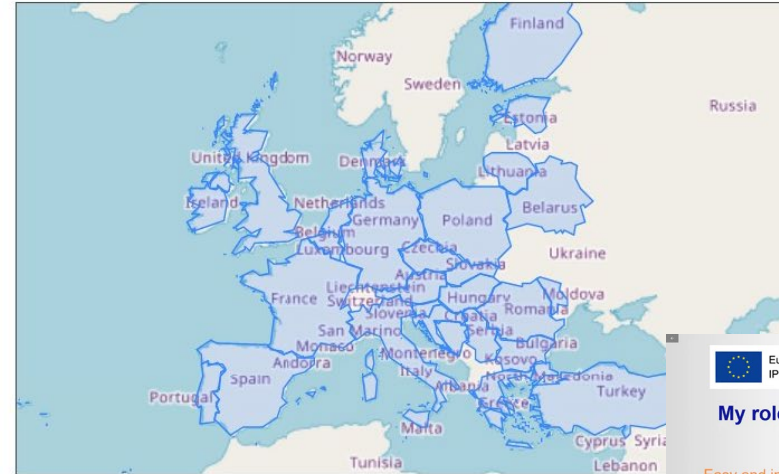 Finland
Norway
Sweden
Russia
Estonia
Latvia
United Kingdom
Denmark
Lithuania
Ireland
Netherlands
Belarus
Germany
Poland
Belgium
Luxembourg
Czechia
Ukraine
Slovakia
Austria
Liechtenstein
France
Switzerland
Hungary
Moldova
Slovenia
Croatia
Romania
San Marino
Serbia
Monaco
Bulgaria
Andorra
Montenegro
Kosovo
Italy
Spain
North Macedonia
Albania
Turkey
Portugal
Greece
Malta
Cyprus
Syria
Tunisia
Lebanon
Eu
IP
My role